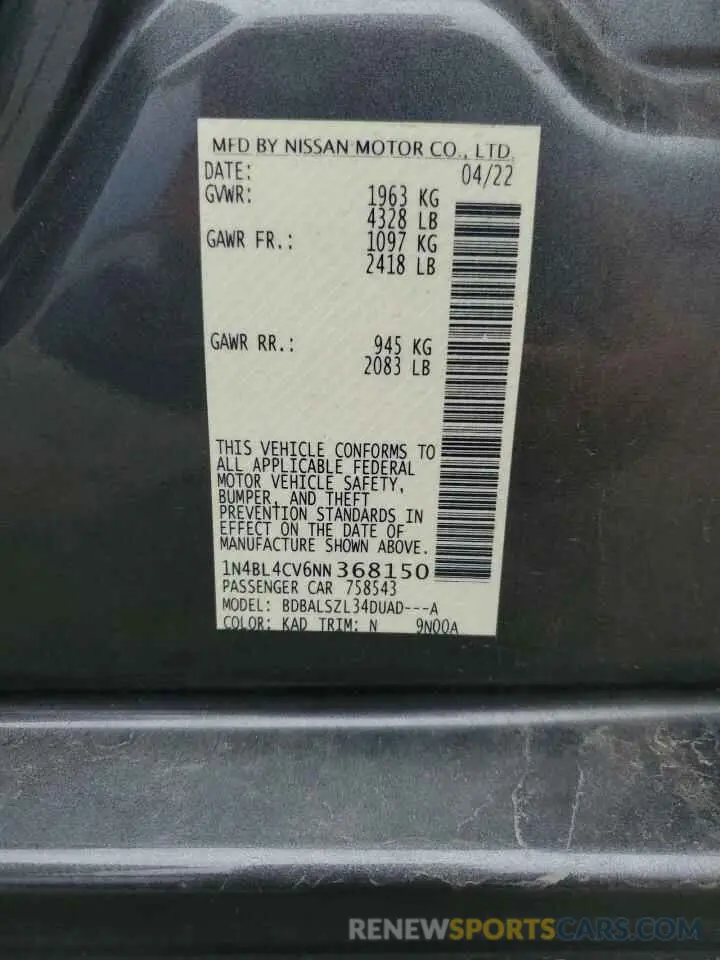 MFD BY NISSAN MOTOR CO., LTD.
DATE: 04/22
GVWR: 1963 KG
4328 LB
GAWR FR.: 1097 KG
2418 LB
GAWR RR.: 945 KG
2083 LB
THIS VEHICLE CONFORMS TO
ALL APPLICABLE FEDERAL
MOTOR VEHICLE SAFETY,
BUMPER, AND THEFT
PREVENTION STANDARDS IN
EFFECT ON THE DATE OF
MANUFACTURE SHOWN ABOVE.
1N4BL4CV6NN368150
PASSENGER CAR 758543
MODEL: BDBALSZL34DUAD---A
COLOR: KAD TRIM: N 9N00A
RENEWSPORTSCARS.COM